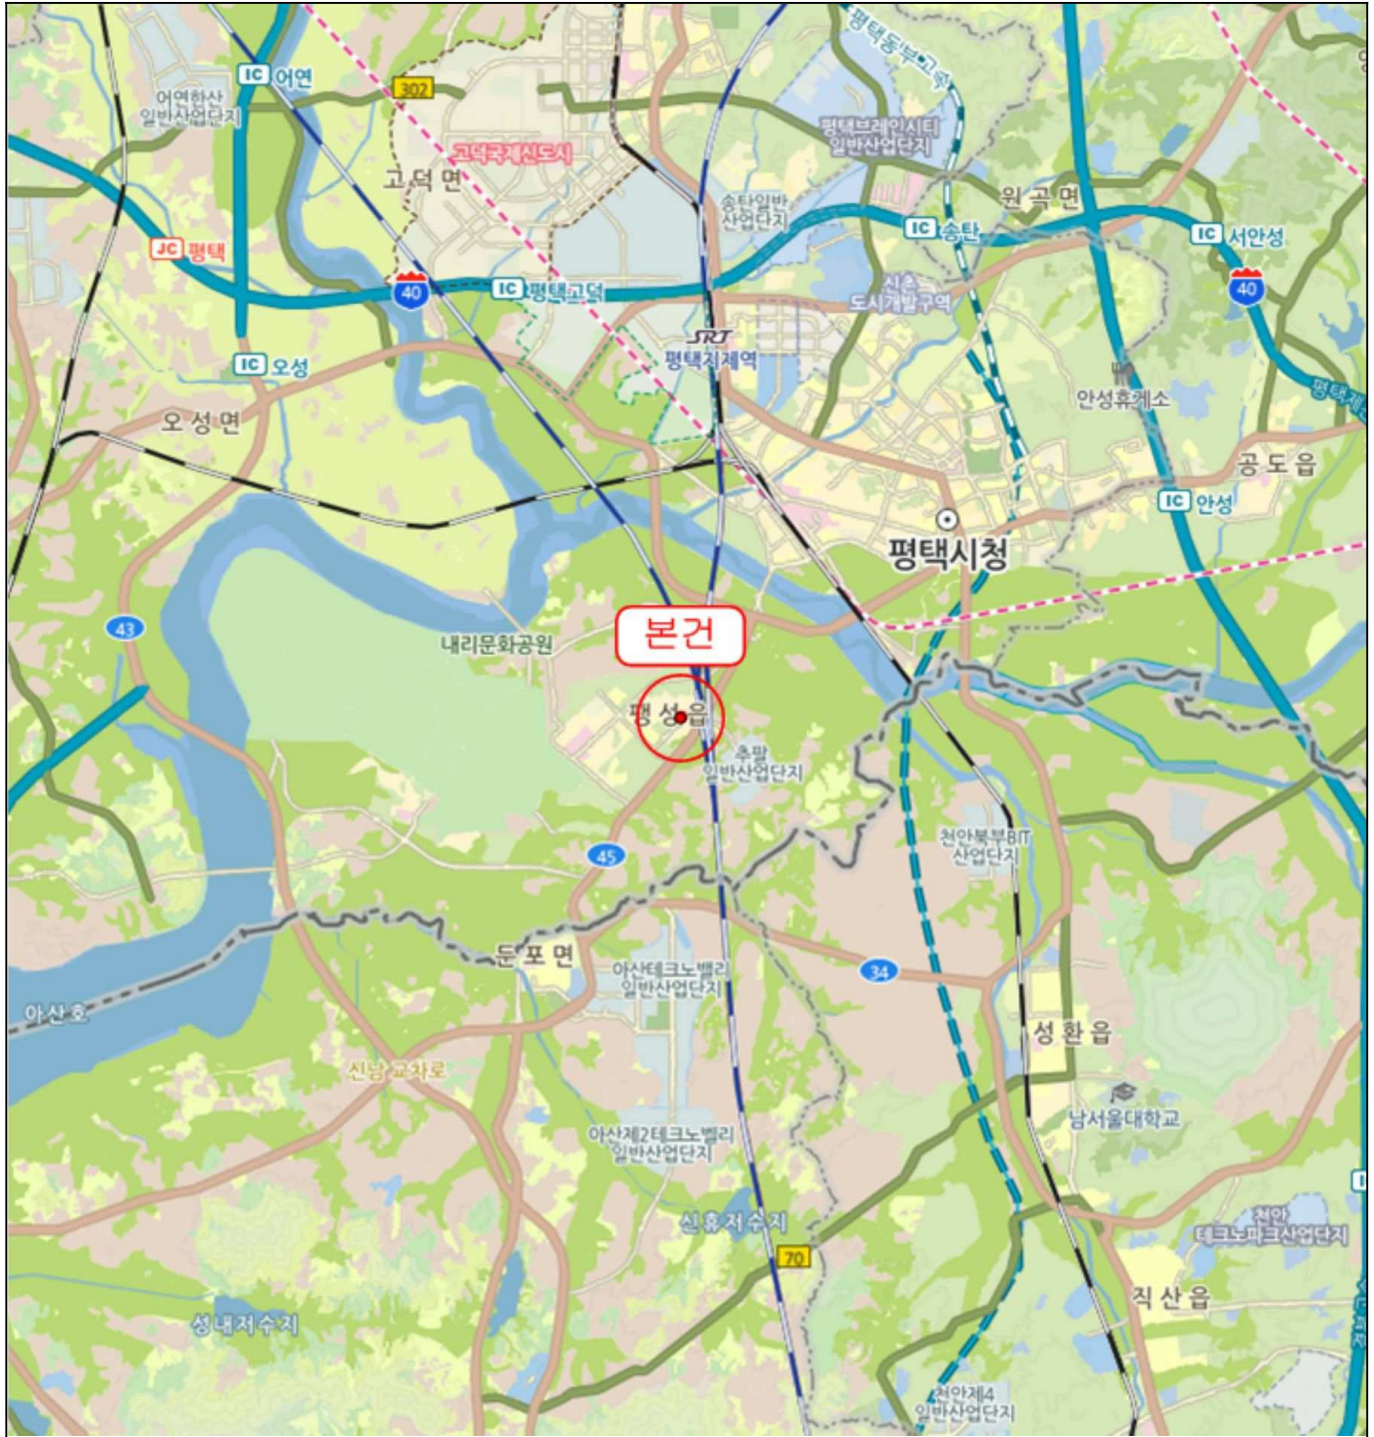 평택동부고속
IC 어연
302
어연한산
일반산업단지
평택브레인시티
일반산업단지
고덕국제신도시
고덕면
원곡면
송탄일반
산업단지
IC 송탄
IC 서안성
JC 평택
40
IC 평택고덕
신촌
도시개발구역
40
SRT
평택지제역
IC 오성
안성휴게소
오성면
공도읍
IC 안성
평택시청
43
본건
내리문화공원
팽성읍
추팔
일반산업단지
천안북부BIT
산업단지
45
둔포면
아산테크노밸리
일반산업단지
34
아산호
성환읍
신남 교차로
남서울대학교
아산제2테크노밸리
일반산업단지
신흥저수지
천안
테크노파크산업단지
70
직산읍
성내저수지
천안제4
일반산업단지